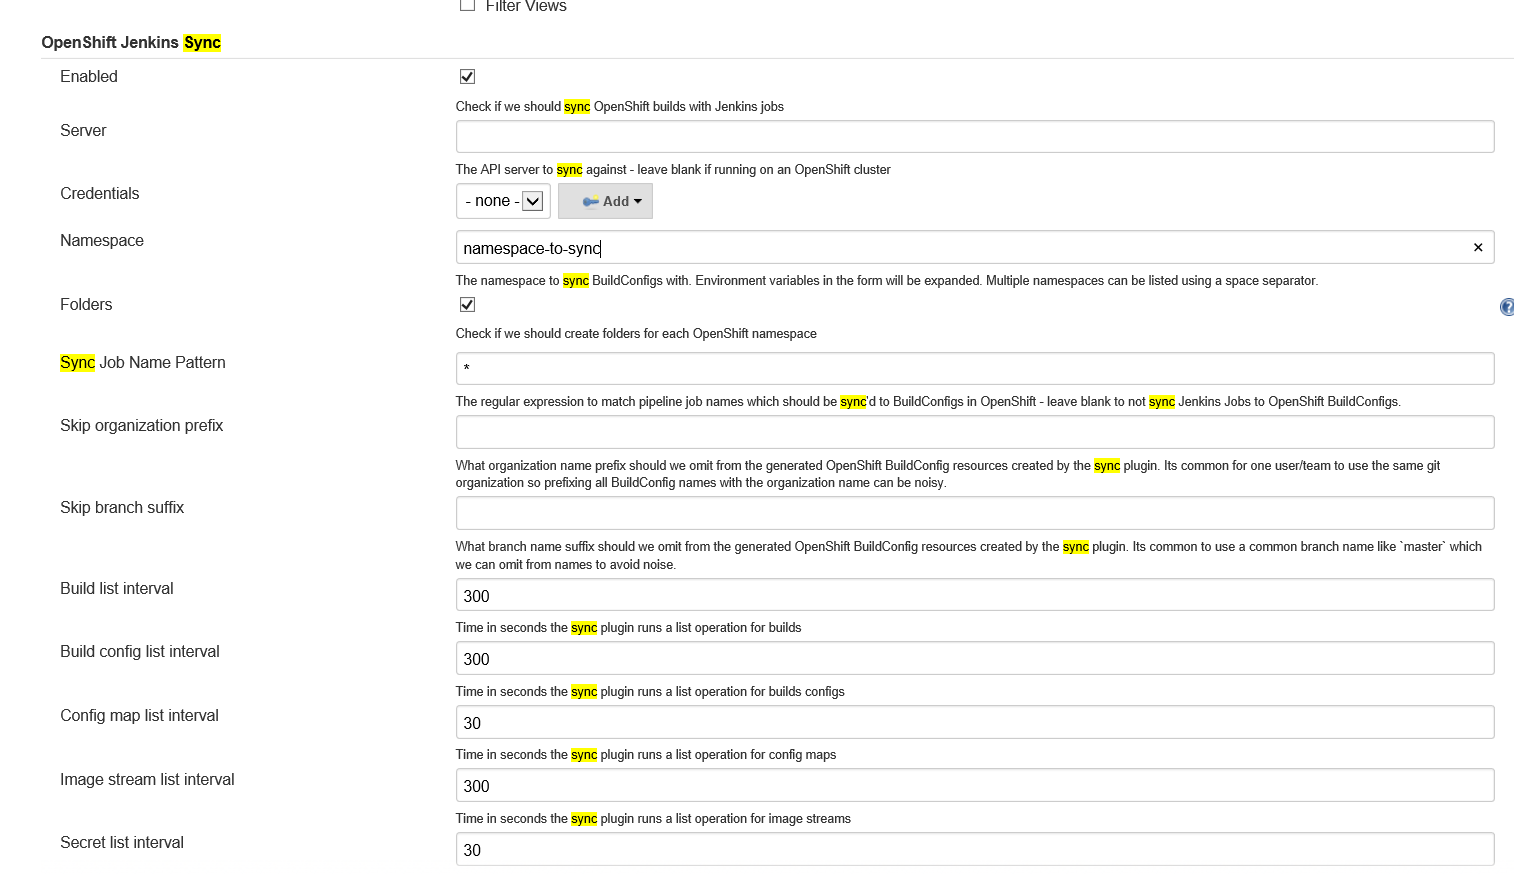 Filter Views
OpenShift Jenkins Sync
Enabled
Check if we should sync OpenShift builds with Jenkins jobs
Server
The API server to sync against - leave blank if running on an OpenShift cluster
Credentials
- none -
Add
Namespace
namespace-to-sync
×
The namespace to sync BuildConfigs with. Environment variables in the form will be expanded. Multiple namespaces can be listed using a space separator.
Folders
?
Check if we should create folders for each OpenShift namespace
Sync Job Name Pattern
*
The regular expression to match pipeline job names which should be sync'd to BuildConfigs in OpenShift - leave blank to not sync Jenkins Jobs to OpenShift BuildConfigs.
Skip organization prefix
What organization name prefix should we omit from the generated OpenShift BuildConfig resources created by the sync plugin. Its common for one user/team to use the same git
organization so prefixing all BuildConfig names with the organization name can be noisy.
Skip branch suffix
What branch name suffix should we omit from the generated OpenShift BuildConfig resources created by the sync plugin. Its common to use a common branch name like `master` which
we can omit from names to avoid noise.
Build list interval
300
Time in seconds the sync plugin runs a list operation for builds
Build config list interval
300
Time in seconds the sync plugin runs a list operation for builds configs
Config map list interval
30
Time in seconds the sync plugin runs a list operation for config maps
Image stream list interval
300
Time in seconds the sync plugin runs a list operation for image streams
Secret list interval
30